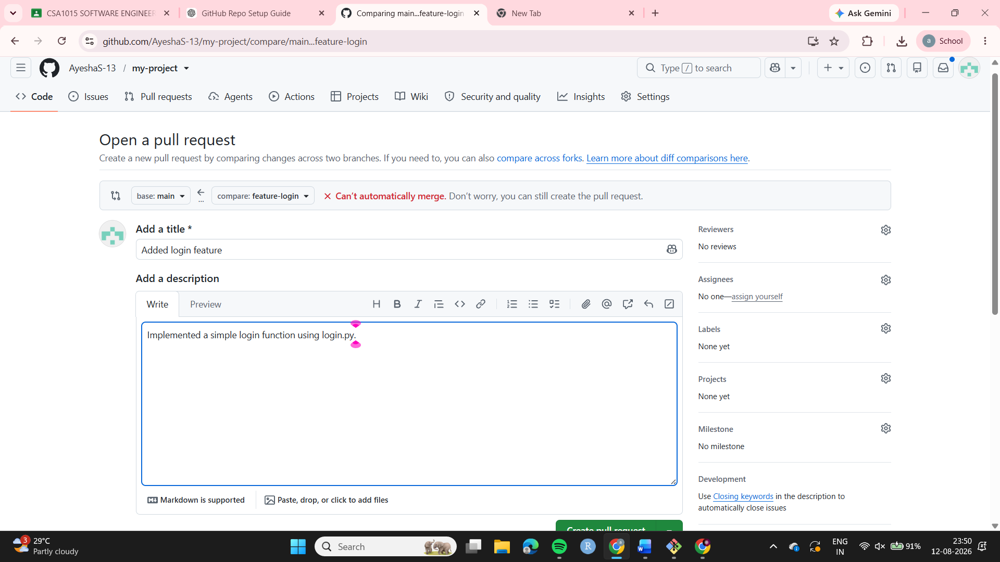 CSA1015 SOFTWARE ENGINEER
GitHub Repo Setup Guide
Comparing main...feature-login
New Tab
Ask Gemini
github.com/AyeshaS-13/my-project/compare/main...feature-login
a School
AyeshaS-13 / my-project
Type / to search
Code
Issues
Pull requests
Agents
Actions
Projects
Wiki
Security and quality
Insights
Settings
Open a pull request
Create a new pull request by comparing changes across two branches. If you need to, you can also compare across forks. Learn more about diff comparisons here.
base: main
compare: feature-login
Can’t automatically merge. Don’t worry, you can still create the pull request.
Add a title *
Added login feature
Add a description
Write
Preview
Implemented a simple login function using login.py.
Markdown is supported
Paste, drop, or click to add files
Create pull request
Reviewers
No reviews
Assignees
No one—assign yourself
Labels
None yet
Projects
None yet
Milestone
No milestone
Development
Use Closing keywords in the description to
automatically close issues
3
29°C
Partly cloudy
Search
ENG
IN
91%
23:50
12-08-2026